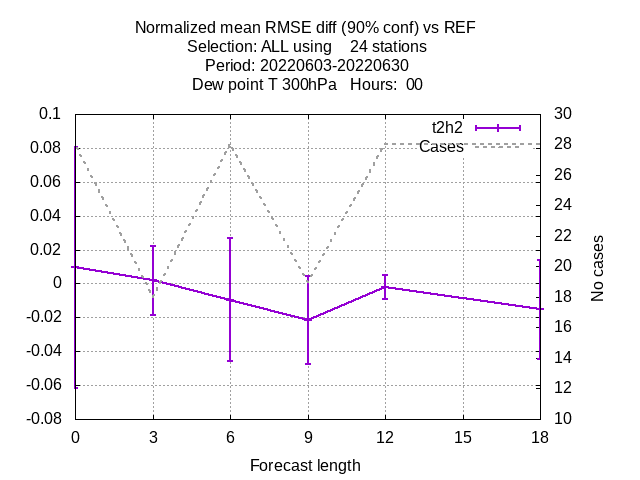 Normalized mean RMSE diff (90% conf) vs REF
Selection: ALL using    24 stations
Period: 20220603-20220630
Dew point T 300hPa   Hours:  00
0.1
0.08
0.06
0.04
0.02
0
-0.02
-0.04
-0.06
-0.08
t2h2
Cases
30
28
26
24
22
20
18
16
14
12
10
No cases
0 3 6 9 12 15 18
Forecast length